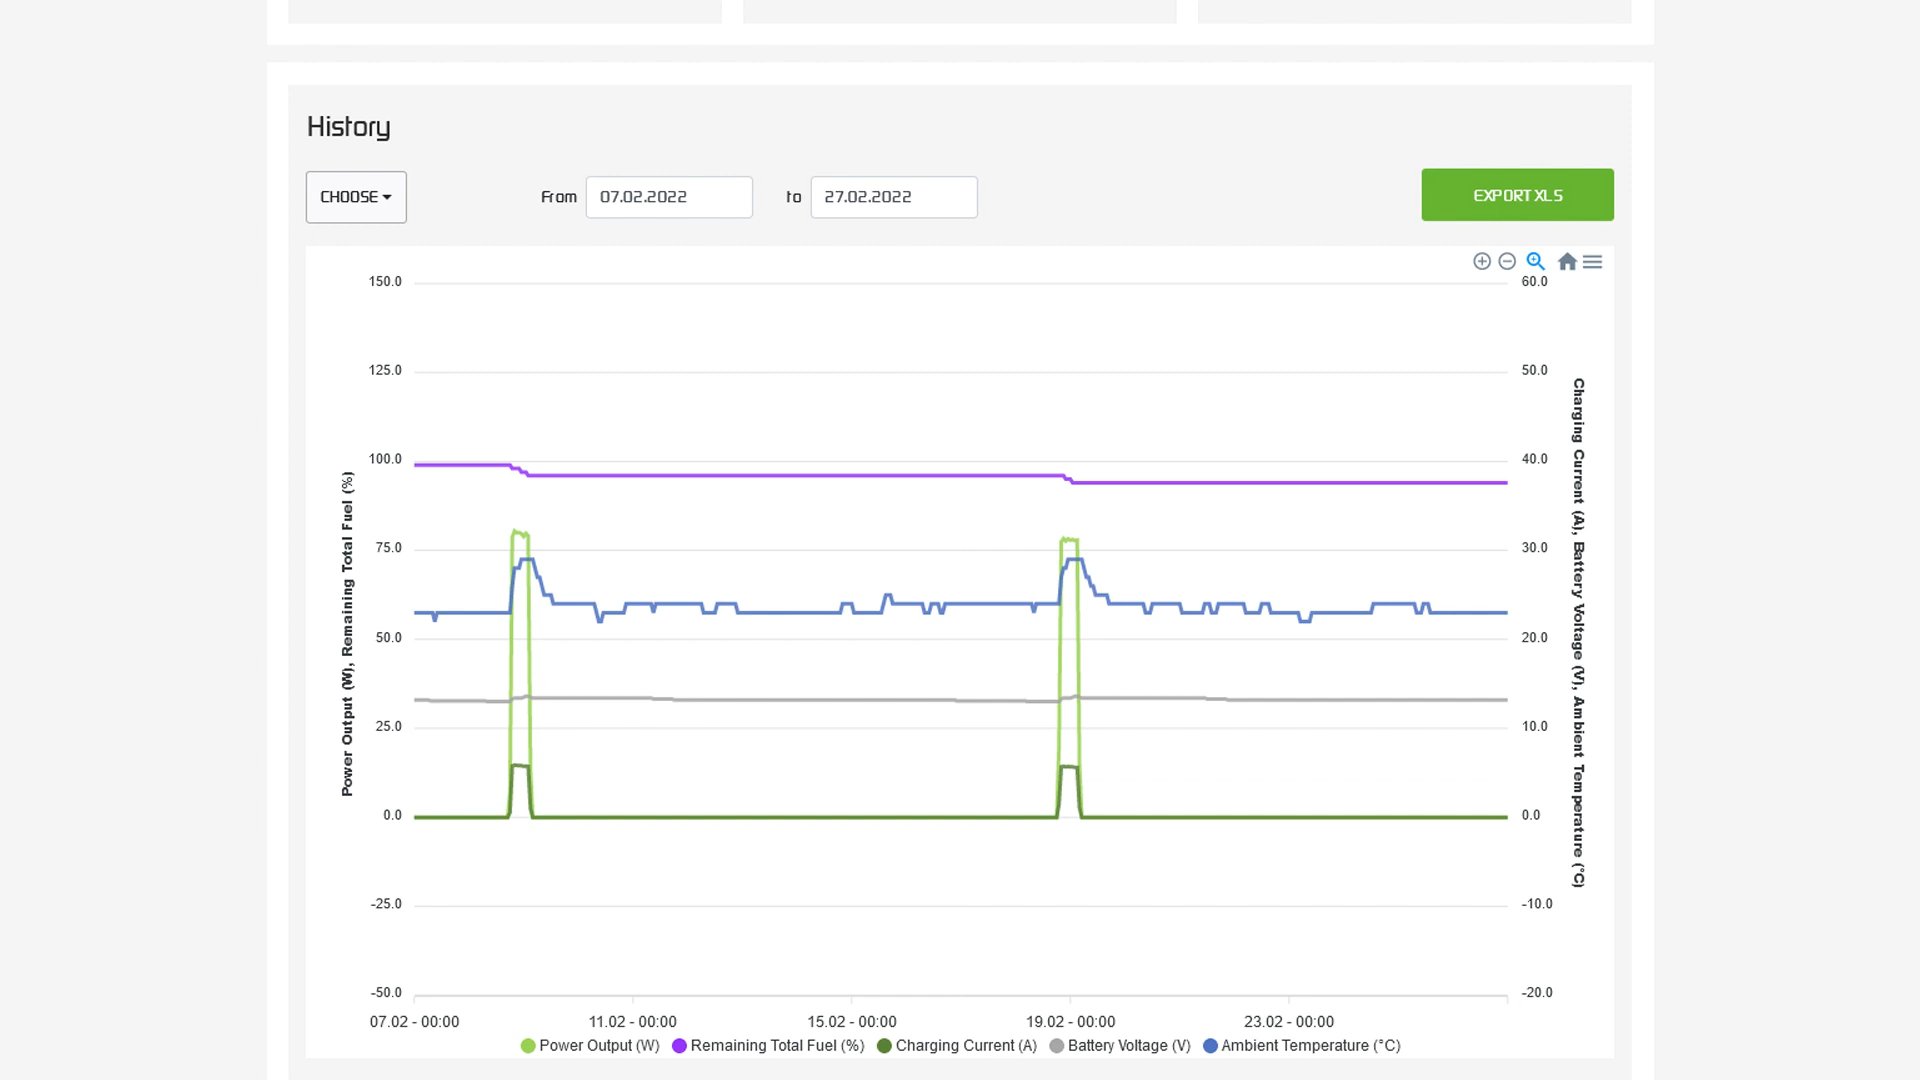 History
CHOOSE
From 07.02.2022 to 27.02.2022
EXPORT XLS
150.0
125.0
100.0
75.0
50.0
25.0
0.0
-25.0
-50.0
Power Output (W), Remaining Total Fuel (%)
60.0
50.0
40.0
30.0
20.0
10.0
0.0
-10.0
-20.0
Charging Current (A), Battery Voltage (V), Ambient Temperature (°C)
07.02 - 00:00 11.02 - 00:00 15.02 - 00:00 19.02 - 00:00 23.02 - 00:00
Power Output (W) Remaining Total Fuel (%) Charging Current (A) Battery Voltage (V) Ambient Temperature (°C)